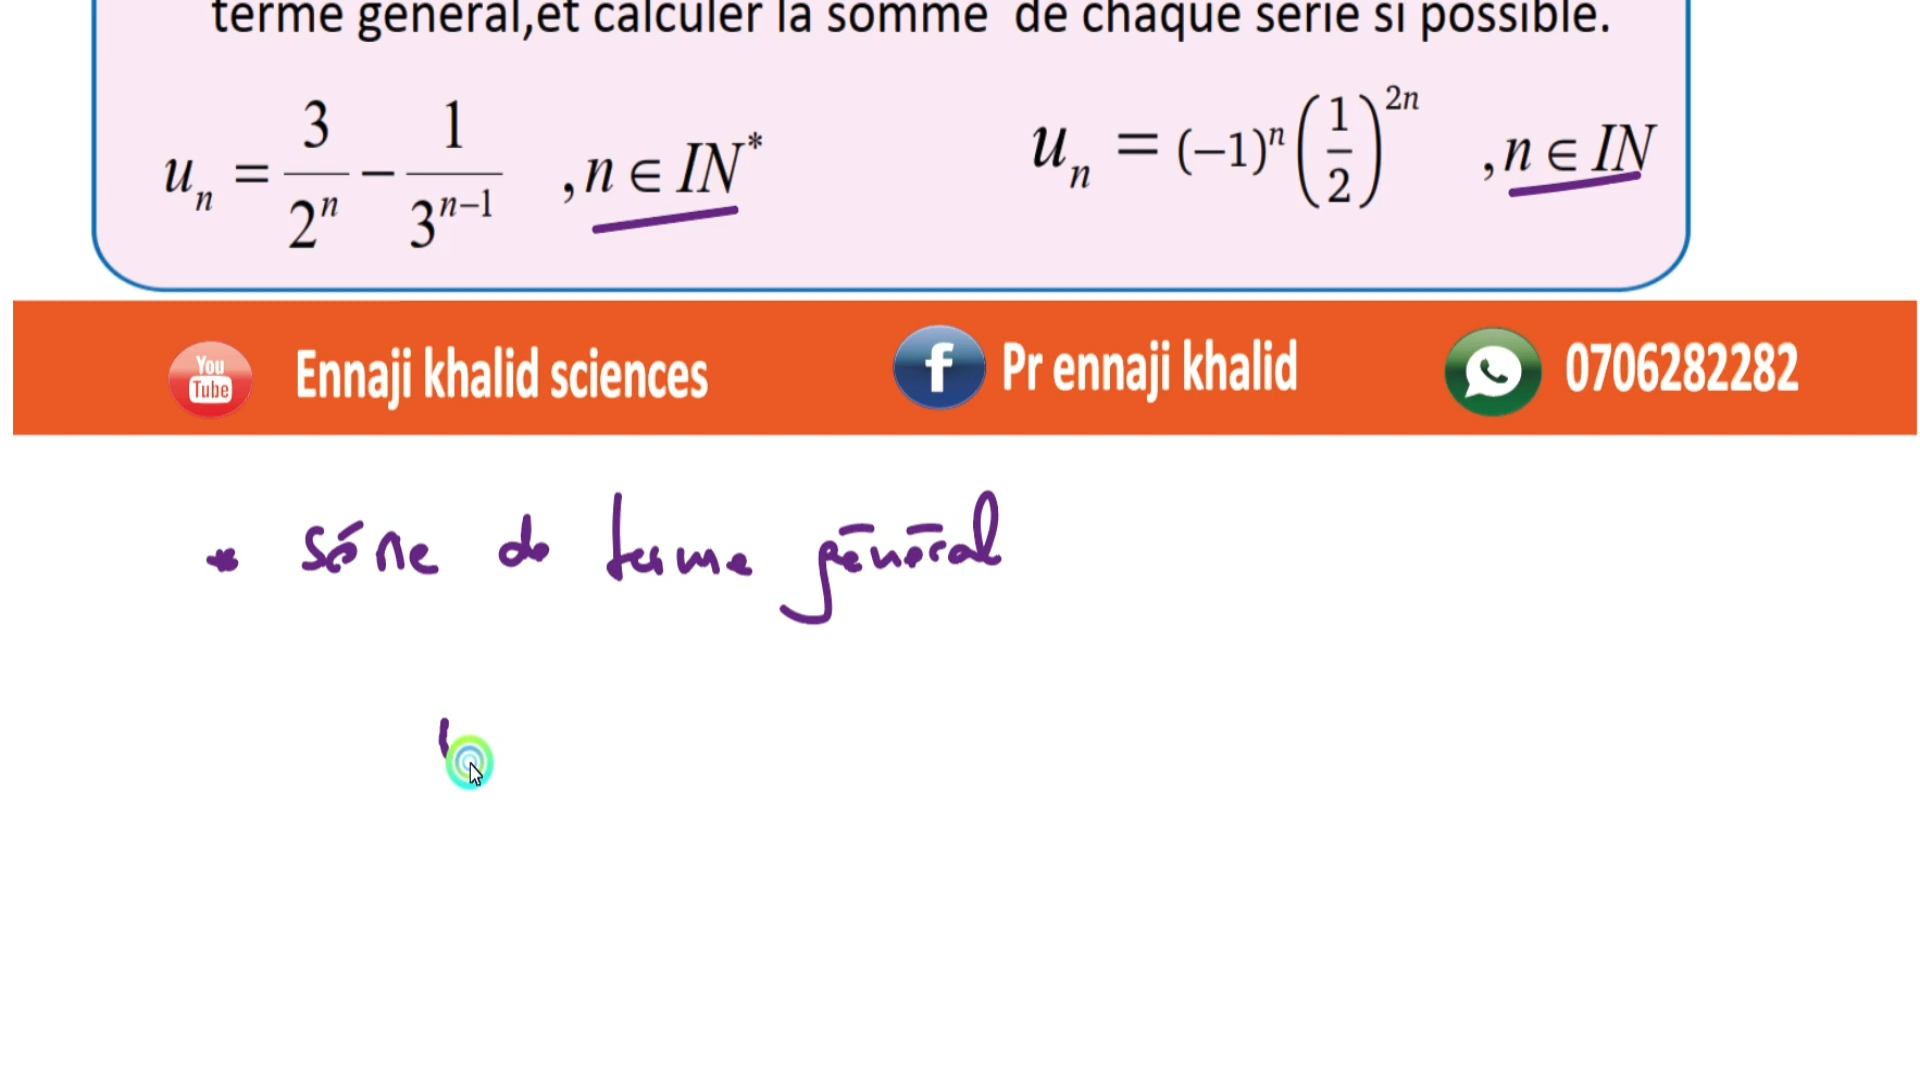 terme général,et calculer la somme de chaque série si possible.
u_n = 3/2^n − 1/3^{n−1} ,n ∈ IN*
u_n = (−1)^n (1/2)^{2n} ,n ∈ IN
You Tube Ennaji khalid sciences f Pr ennaji khalid 0706282282
* série de terme général